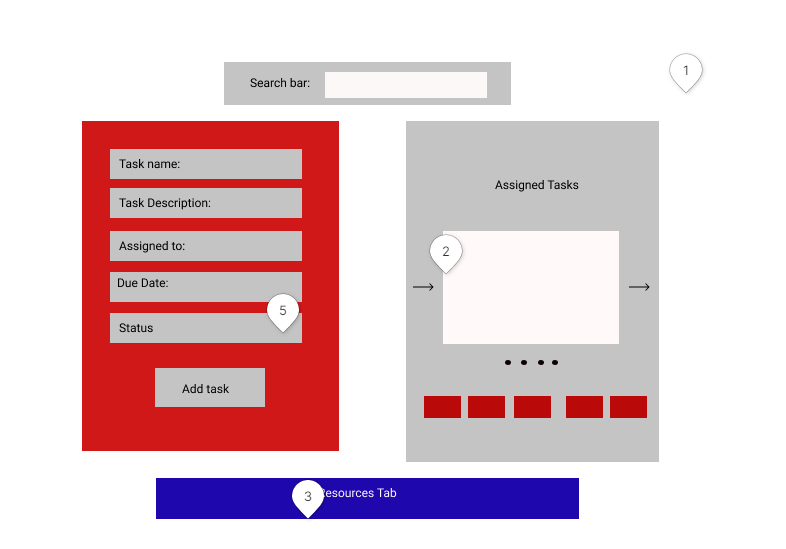 Search bar:
1
Task name:
Task Description:
Assigned to:
Due Date:
5
Status
Add task
Assigned Tasks
2
3
esources Tab